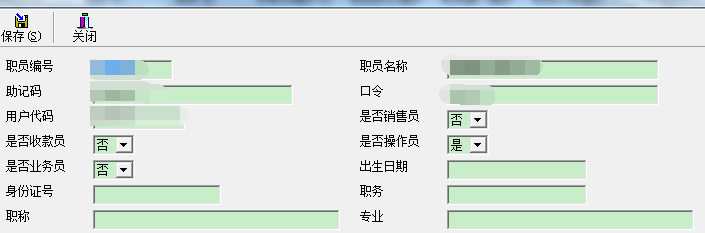 保存(S) 关闭
职员编号 职员名称
助记码 口令
用户代码 是否销售员 否
是否收款员 否 是否操作员 是
是否业务员 否 出生日期
身份证号 职务
职称 专业